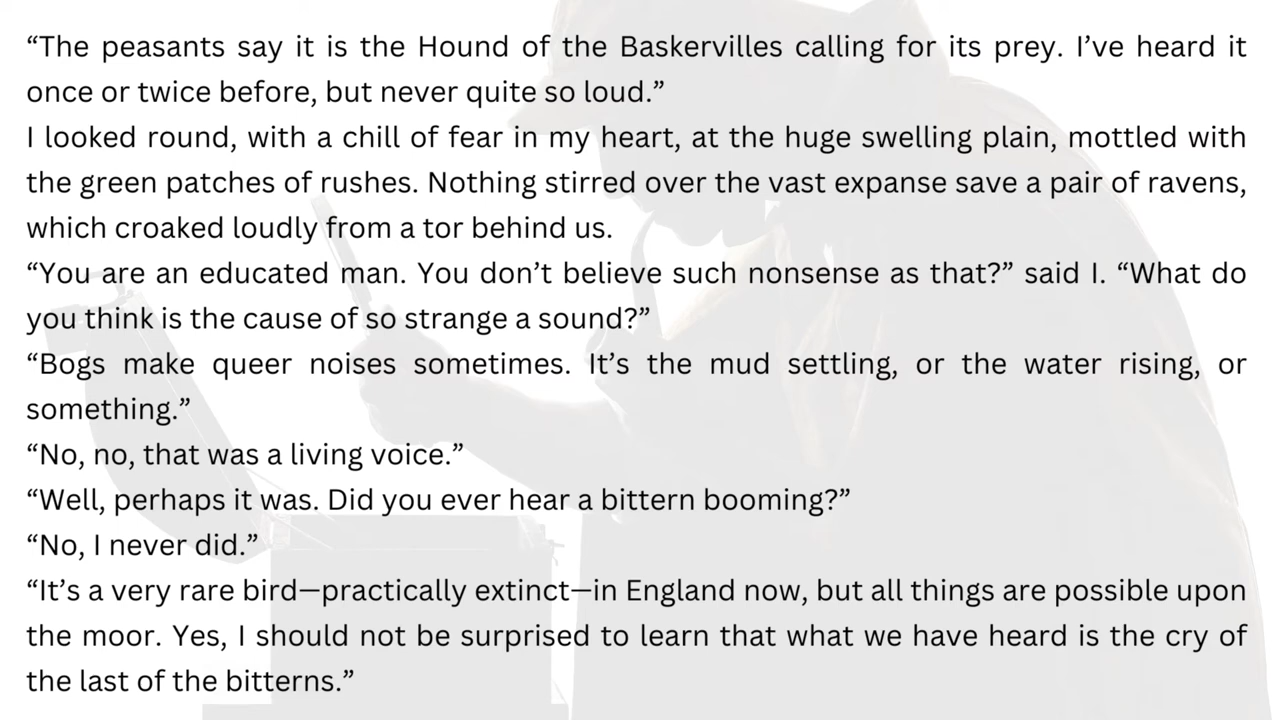 “The peasants say it is the Hound of the Baskervilles calling for its prey. I’ve heard it
once or twice before, but never quite so loud.”
I looked round, with a chill of fear in my heart, at the huge swelling plain, mottled with
the green patches of rushes. Nothing stirred over the vast expanse save a pair of ravens,
which croaked loudly from a tor behind us.
“You are an educated man. You don’t believe such nonsense as that?” said I. “What do
you think is the cause of so strange a sound?”
“Bogs make queer noises sometimes. It’s the mud settling, or the water rising, or
something.”
“No, no, that was a living voice.”
“Well, perhaps it was. Did you ever hear a bittern booming?”
“No, I never did.”
“It’s a very rare bird—practically extinct—in England now, but all things are possible upon
the moor. Yes, I should not be surprised to learn that what we have heard is the cry of
the last of the bitterns.”